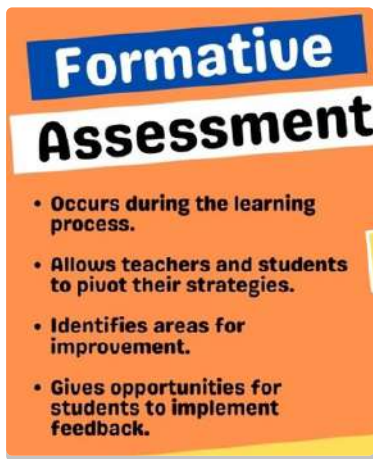 Formative
Assessment
• Occurs during the learning
process.
• Allows teachers and students
to pivot their strategies.
• Identifies areas for
improvement.
• Gives opportunities for
students to implement
feedback.